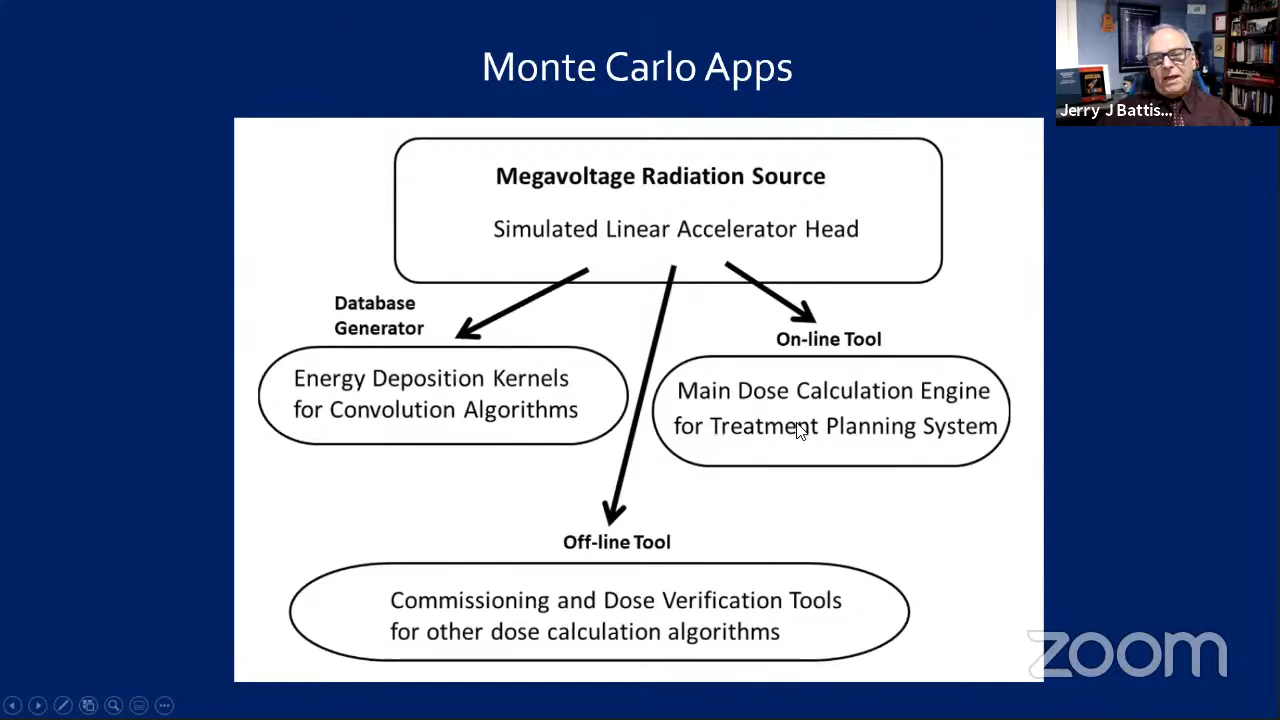 Monte Carlo Apps
Jerry J Battis...
Megavoltage Radiation Source
Simulated Linear Accelerator Head
Database
Generator
Energy Deposition Kernels
for Convolution Algorithms
On-line Tool
Main Dose Calculation Engine
for Treatment Planning System
Off-line Tool
Commissioning and Dose Verification Tools
for other dose calculation algorithms
zoom